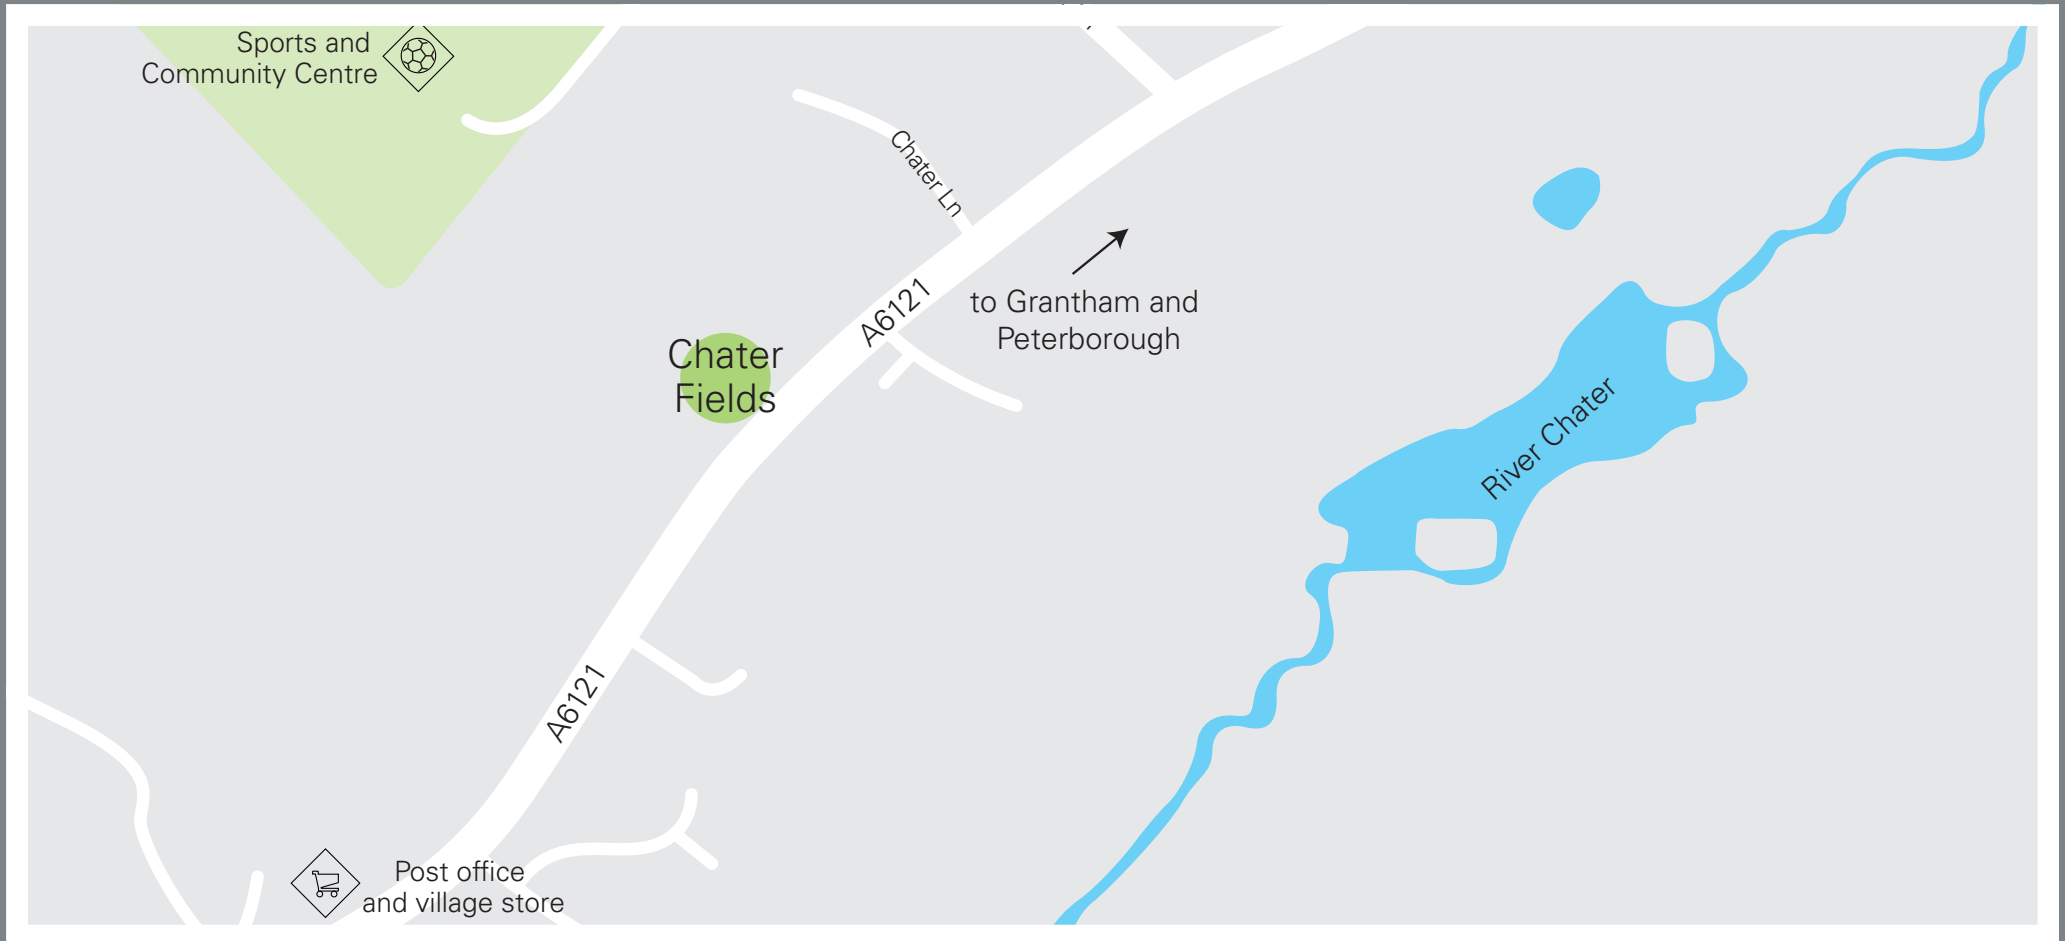 Sports and
Community Centre
Chater Ln
A6121
to Grantham and
Peterborough
Chater
Fields
River Chater
A6121
Post office
and village store